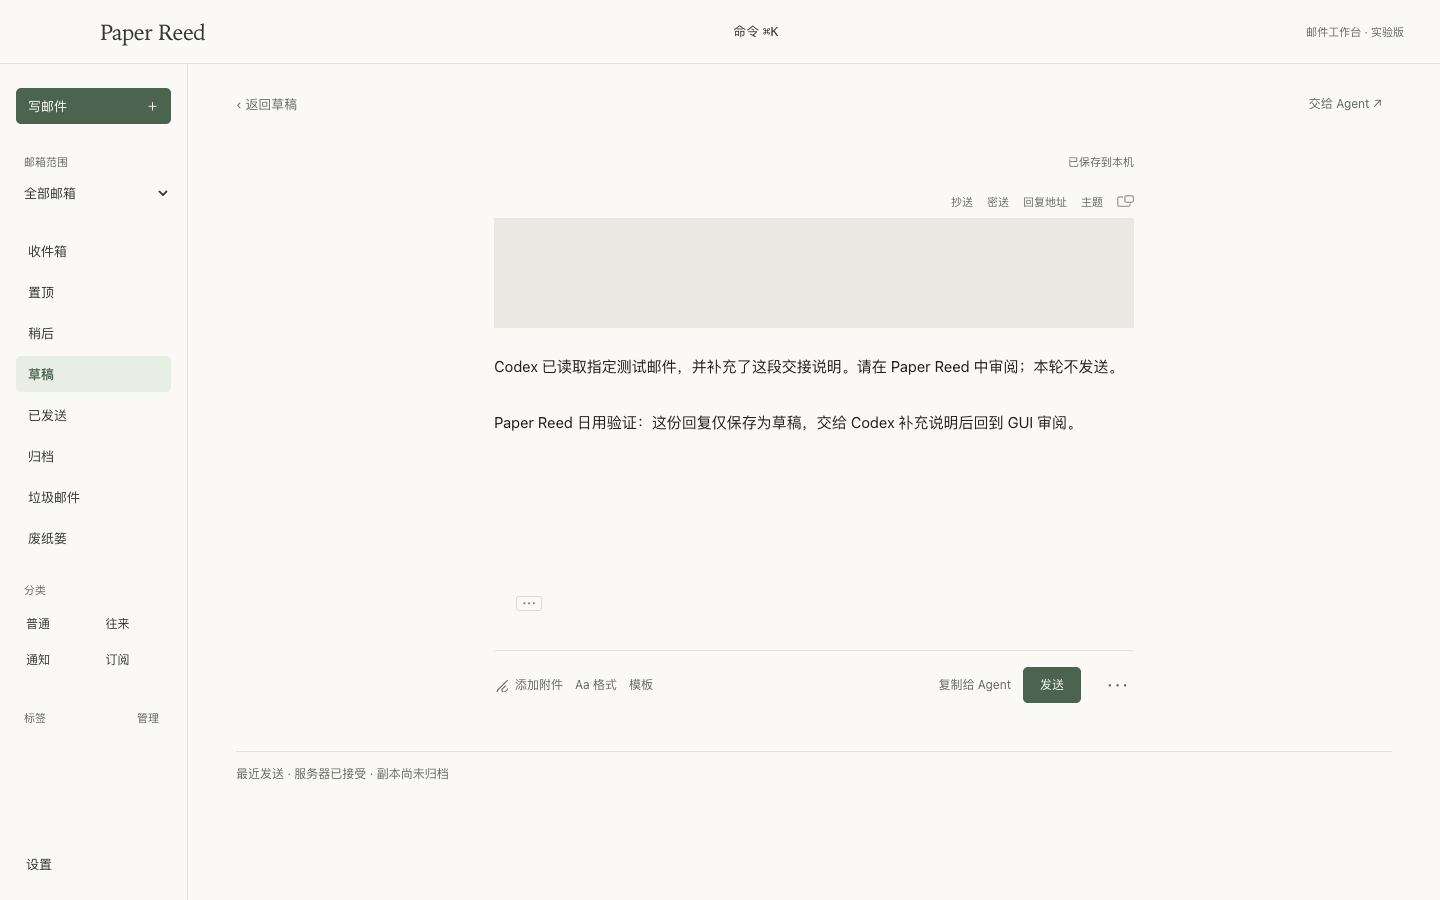 Paper Reed
命令 ⌘K
邮件工作台 · 实验版
写邮件 +
邮箱范围
全部邮箱
收件箱
置顶
稍后
草稿
已发送
归档
垃圾邮件
废纸篓
分类
普通 往来
通知 订阅
标签 管理
设置
‹ 返回草稿
交给 Agent ↗
已保存到本机
抄送 密送 回复地址 主题
Codex 已读取指定测试邮件，并补充了这段交接说明。请在 Paper Reed 中审阅；本轮不发送。
Paper Reed 日用验证：这份回复仅保存为草稿，交给 Codex 补充说明后回到 GUI 审阅。
添加附件 Aa 格式 模板
复制给 Agent 发送 ···
最近发送 · 服务器已接受 · 副本尚未归档